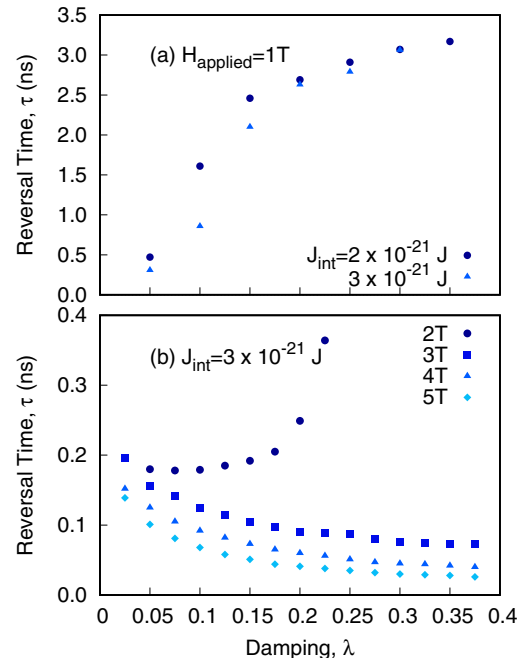 (a) H_applied=1T
Reversal Time, τ (ns)
3.5
3.0
2.5
2.0
1.5
1.0
0.5
0.0
J_int=2 x 10^-21 J
3 x 10^-21 J
(b) J_int=3 x 10^-21 J
2T
3T
4T
5T
Reversal Time, τ (ns)
0.4
0.3
0.2
0.1
0.0
0 0.05 0.1 0.15 0.2 0.25 0.3 0.35 0.4
Damping, λ